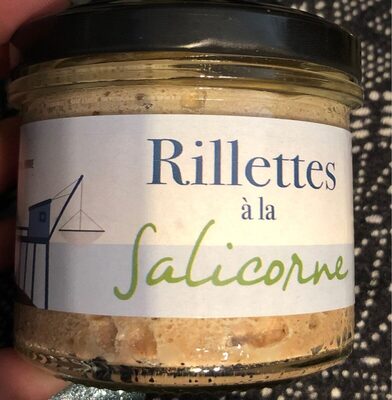 Rillettes
à la
Salicorne